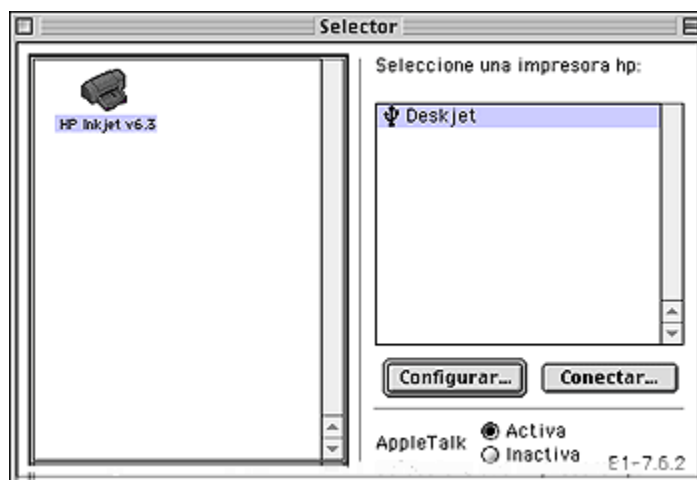 Selector
HP Inkjet v6.3
Seleccione una impresora hp:
Deskjet
Configurar...
Conectar...
AppleTalk
Activa
Inactiva
E1-7.6.2